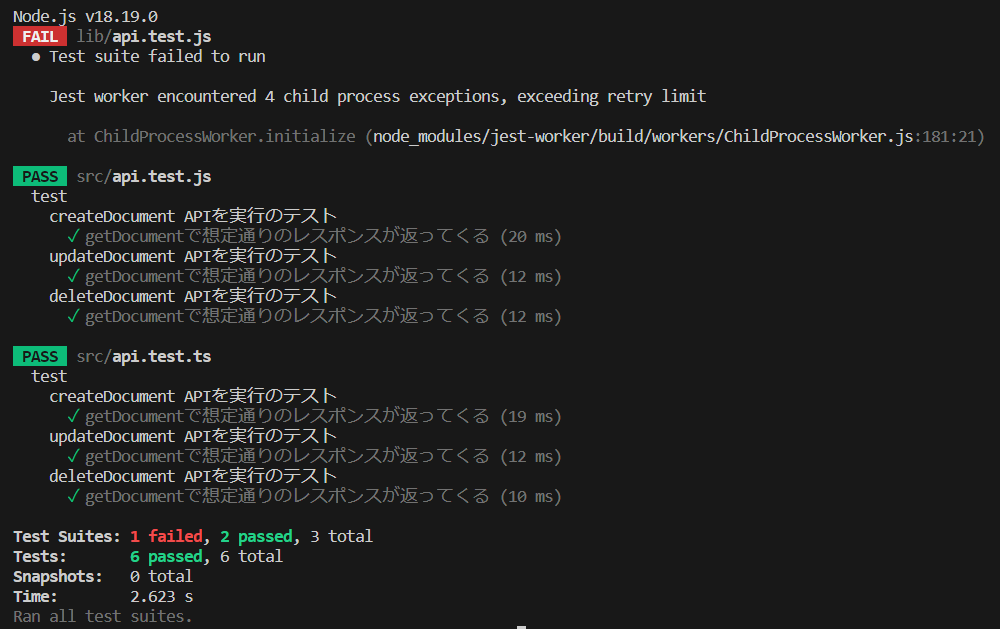 Node.js v18.19.0
FAIL lib/api.test.js
● Test suite failed to run
Jest worker encountered 4 child process exceptions, exceeding retry limit
at ChildProcessWorker.initialize (node_modules/jest-worker/build/workers/ChildProcessWorker.js:181:21)
PASS src/api.test.js
test
createDocument APIを実行のテスト
✓ getDocumentで想定通りのレスポンスが返ってくる (20 ms)
updateDocument APIを実行のテスト
✓ getDocumentで想定通りのレスポンスが返ってくる (12 ms)
deleteDocument APIを実行のテスト
✓ getDocumentで想定通りのレスポンスが返ってくる (12 ms)
PASS src/api.test.ts
test
createDocument APIを実行のテスト
✓ getDocumentで想定通りのレスポンスが返ってくる (19 ms)
updateDocument APIを実行のテスト
✓ getDocumentで想定通りのレスポンスが返ってくる (12 ms)
deleteDocument APIを実行のテスト
✓ getDocumentで想定通りのレスポンスが返ってくる (10 ms)
Test Suites: 1 failed, 2 passed, 3 total
Tests: 6 passed, 6 total
Snapshots: 0 total
Time: 2.623 s
Ran all test suites.